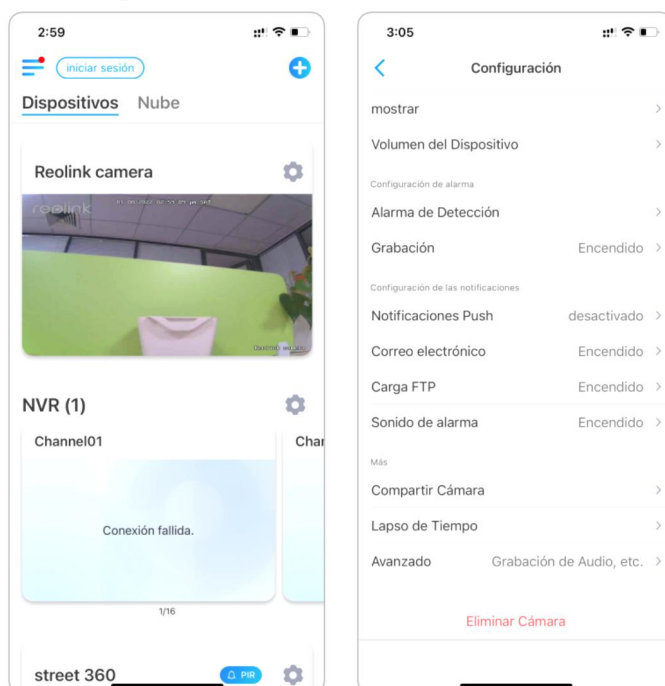 2:59
iniciar sesión
Dispositivos Nube
Reolink camera
reolink
Reolink camera
NVR (1)
Channel01
Conexión fallida.
1/16
street 360
PIR
3:05
Configuración
mostrar
Volumen del Dispositivo
Configuración de alarma
Alarma de Detección
Grabación Encendido
Configuración de las notificaciones
Notificaciones Push desactivado
Correo electrónico Encendido
Carga FTP Encendido
Sonido de alarma Encendido
Más
Compartir Cámara
Lapso de Tiempo
Avanzado Grabación de Audio, etc.
Eliminar Cámara